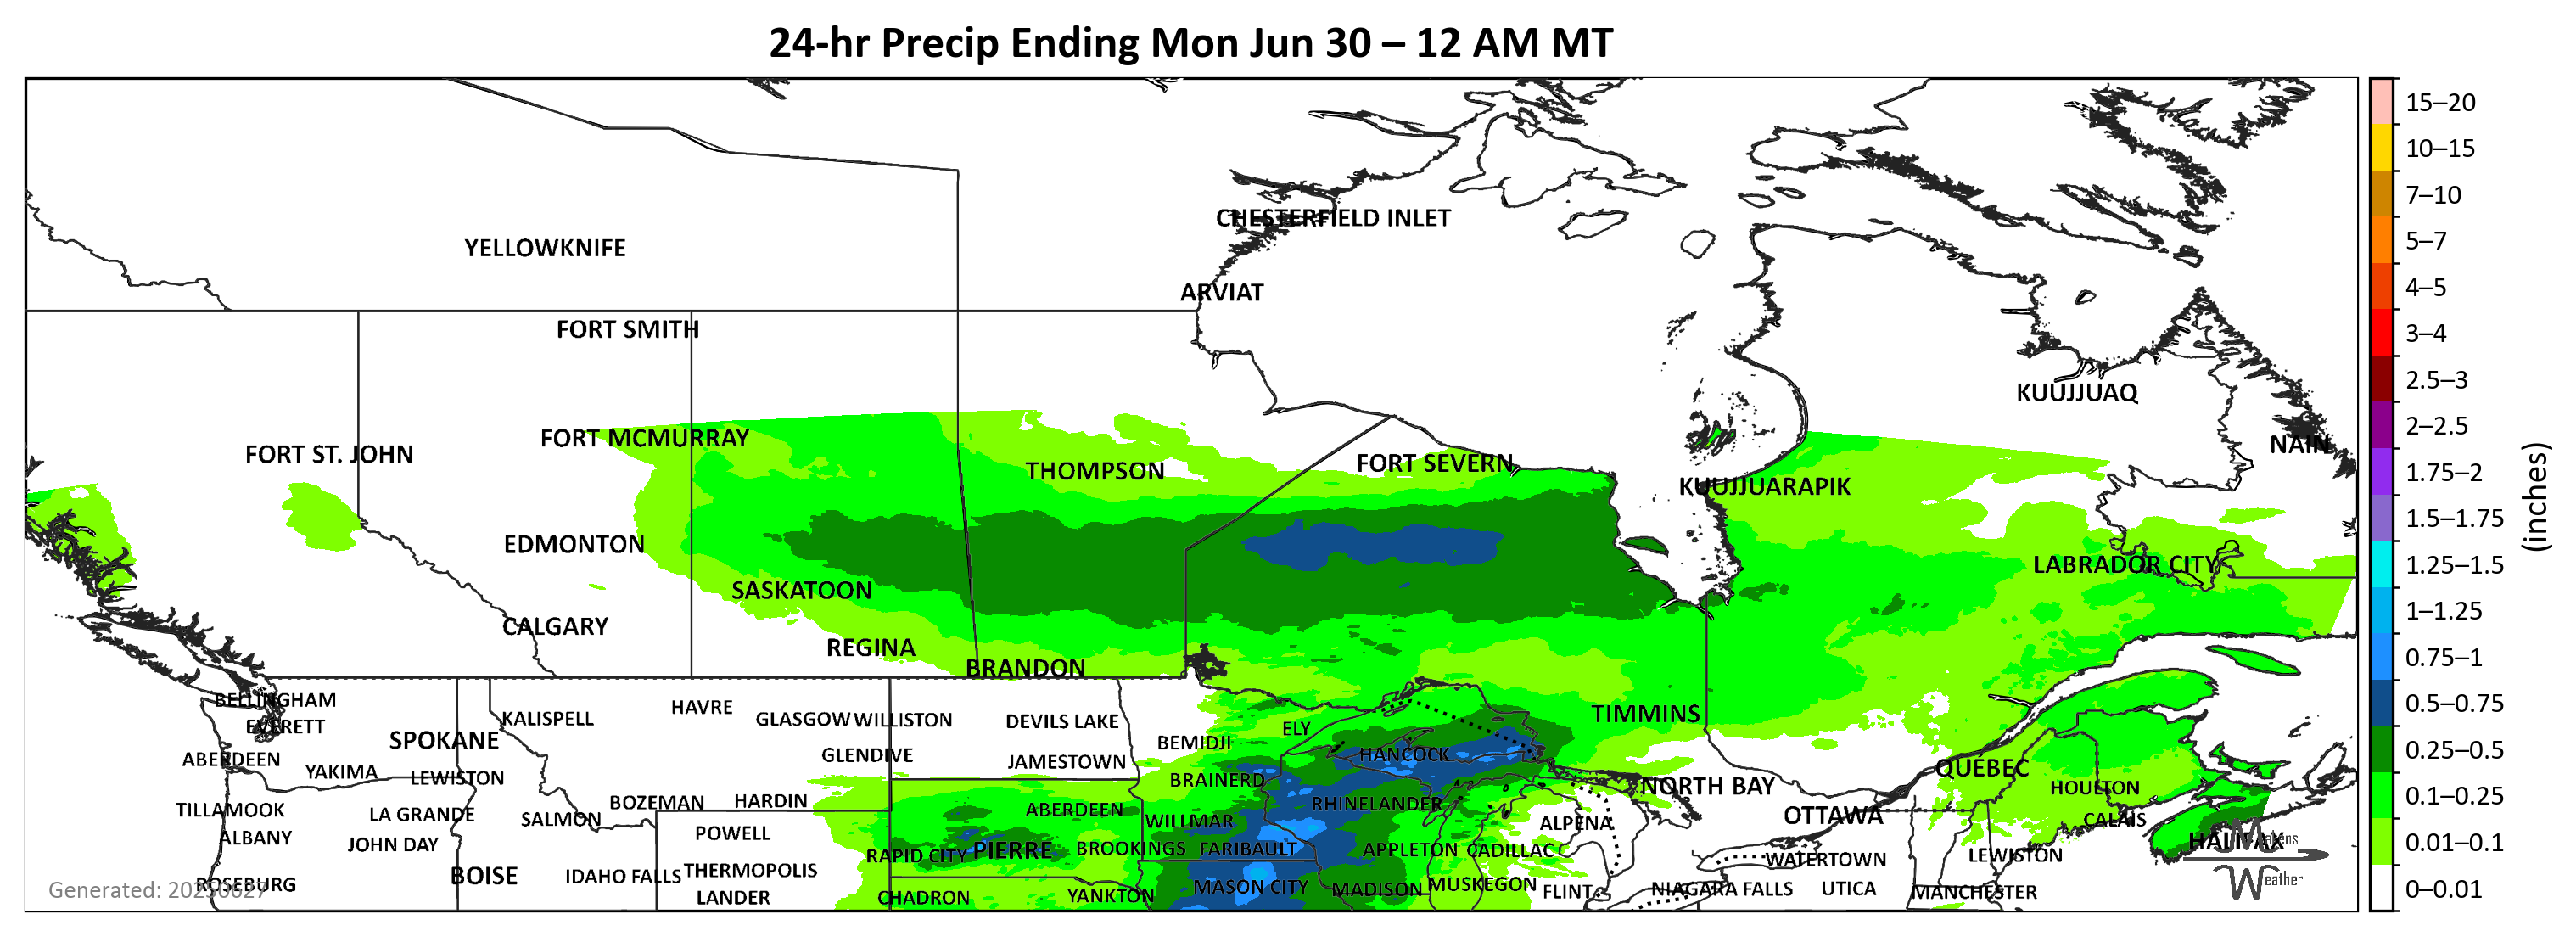 24-hr Precip Ending Mon Jun 30 – 12 AM MT
15–20
10–15
7–10
5–7
4–5
3–4
2.5–3
2–2.5
1.75–2
1.5–1.75
1.25–1.5
1–1.25
0.75–1
0.5–0.75
0.25–0.5
0.1–0.25
0.01–0.1
0–0.01
(inches)
CHESTERFIELD INLET
YELLOWKNIFE
ARVIAT
FORT SMITH
KUUJJUAQ
FORT MCMURRAY
NAIN
FORT ST. JOHN
THOMPSON
FORT SEVERN
KUUJJUARAPIK
EDMONTON
LABRADOR CITY
SASKATOON
CALGARY
REGINA
BRANDON
BELLINGHAM
HAVRE
KALISPELL
GLASGOW
WILLISTON
DEVILS LAKE
TIMMINS
EVERETT
ELY
SPOKANE
BEMIDJI
ABERDEEN
GLENDIVE
JAMESTOWN
HANCOCK
QUÉBEC
YAKIMA
LEWISTON
BRAINERD
NORTH BAY
HOULTON
TILLAMOOK
LA GRANDE
SALMON
BOZEMAN
HARDIN
ABERDEEN
RHINELANDER
OTTAWA
WILLMAR
ALPENA
CALAIS
ALBANY
JOHN DAY
POWELL
HALIFAX
Makens
Weather
RAPID CITY
PIERRE
BROOKINGS
FARIBAULT
APPLETON
CADILLAC
WATERTOWN
LEWISTON
BOISE
IDAHO FALLS
THERMOPOLIS
ROSEBURG
MASON CITY
MADISON
MUSKEGON
FLINT
NIAGARA FALLS
UTICA
MANCHESTER
LANDER
CHADRON
YANKTON
Generated: 20250627